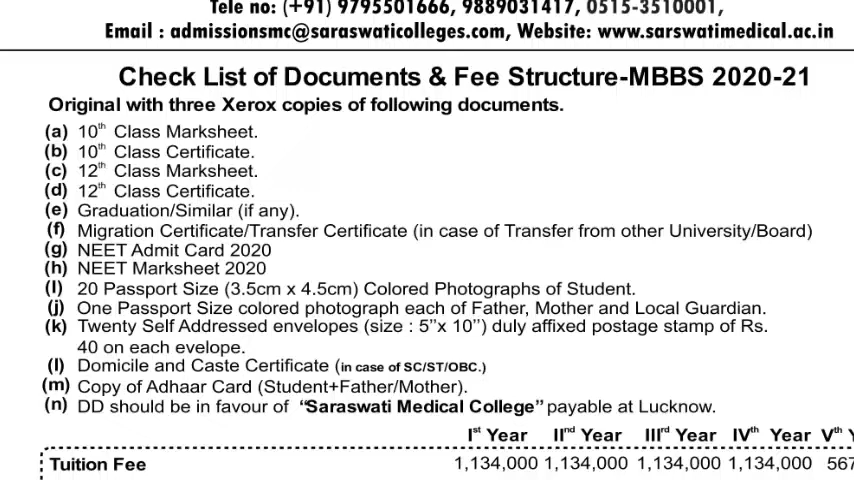 Tele no: (+91) 9795501666, 9889031417, 0515-3510001,
Email : admissionsmc@saraswaticolleges.com, Website: www.sarswatimedical.ac.in
Check List of Documents & Fee Structure-MBBS 2020-21
Original with three Xerox copies of following documents.
(a) 10th Class Marksheet.
(b) 10th Class Certificate.
(c) 12th Class Marksheet.
(d) 12th Class Certificate.
(e) Graduation/Similar (if any).
(f) Migration Certificate/Transfer Certificate (in case of Transfer from other University/Board)
(g) NEET Admit Card 2020
(h) NEET Marksheet 2020
(I) 20 Passport Size (3.5cm x 4.5cm) Colored Photographs of Student.
(j) One Passport Size colored photograph each of Father, Mother and Local Guardian.
(k) Twenty Self Addressed envelopes (size : 5’’x 10’’) duly affixed postage stamp of Rs.
40 on each evelope.
(l) Domicile and Caste Certificate (in case of SC/ST/OBC.)
(m) Copy of Adhaar Card (Student+Father/Mother).
(n) DD should be in favour of “Saraswati Medical College” payable at Lucknow.
Ist Year IInd Year IIIrd Year IVth Year Vth Y
Tuition Fee 1,134,000 1,134,000 1,134,000 1,134,000 567